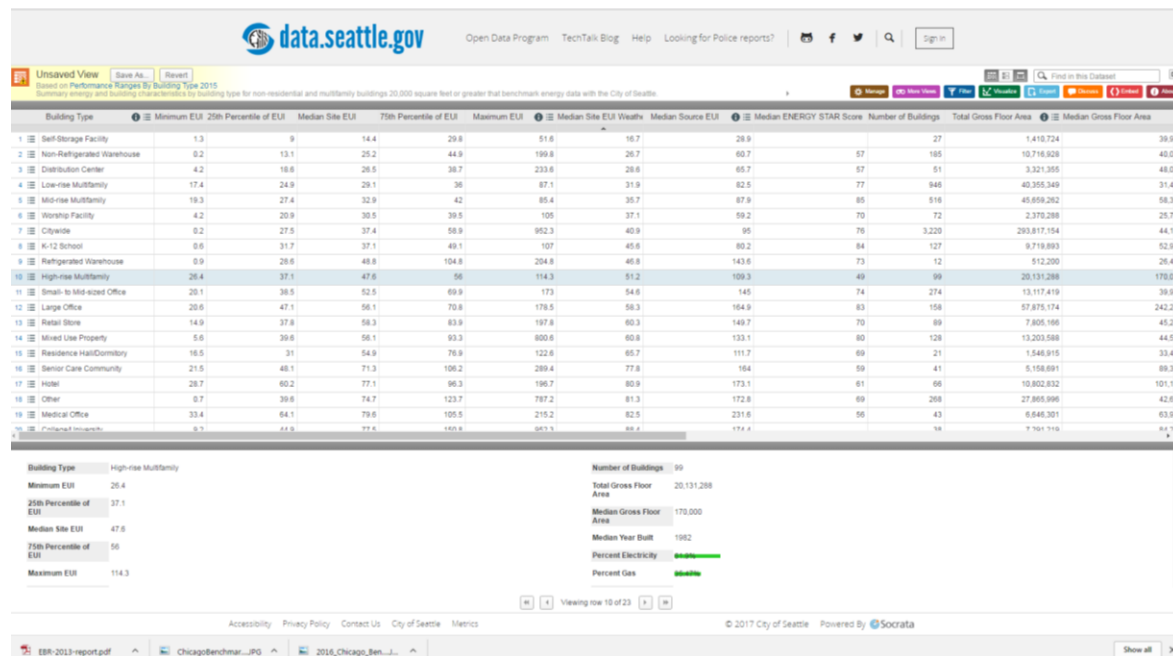 data.seattle.gov
Open Data Program TechTalk Blog Help Looking for Police reports? Sign In
Unsaved View Save As... Revert
Based on Performance Ranges By Building Type 2015
Summary energy and building characteristics by building type for non-residential and multifamily buildings 20,000 square feet or greater that benchmark energy data with the City of Seattle.
Find in this Dataset
Manage More Views Filter Visualize Export Discuss Embed
Building Type Minimum EUI 25th Percentile of EUI Median Site EUI 75th Percentile of EUI Maximum EUI Median Site EUI Weath Median Source EUI Median ENERGY STAR Score Number of Buildings Total Gross Floor Area Median Gross Floor Area
1 Self-Storage Facility 1.3 9 14.4 29.8 51.6 16.7 28.9 27 1,410,724
2 Non-Refrigerated Warehouse 0.2 13.1 25.2 44.9 199.8 26.7 60.7 57 185 10,716,928
3 Distribution Center 4.2 18.6 26.5 38.7 233.6 28.6 65.7 57 51 3,321,355
4 Low-rise Multifamily 17.4 24.9 29.1 36 87.1 31.9 82.5 77 946 40,355,349
5 Mid-rise Multifamily 19.3 27.4 32.9 42 85.4 35.7 87.9 85 516 45,659,262
6 Worship Facility 4.2 20.9 30.5 39.5 105 37.1 59.2 70 72 2,370,288
7 Citywide 0.2 27.5 37.4 58.9 952.3 40.9 95 76 3,220 293,817,154
8 K-12 School 0.6 31.7 37.1 49.1 107 45.6 80.2 84 127 9,719,893
9 Refrigerated Warehouse 0.9 28.6 48.8 104.8 204.8 46.8 143.6 73 12 512,200
10 High-rise Multifamily 26.4 37.1 47.6 56 114.3 51.2 109.3 49 99 20,131,288
11 Small- to Mid-sized Office 20.1 38.5 52.5 69.9 173 54.6 145 74 274 13,117,419
12 Large Office 20.6 47.1 56.1 70.8 178.5 58.3 164.9 83 158 57,875,174
13 Retail Store 14.9 37.8 58.3 83.9 197.8 60.3 149.7 70 89 7,805,166
14 Mixed Use Property 5.6 39.6 56.1 93.3 800.6 60.8 133.1 80 128 13,203,588
15 Residence Hall/Dormitory 16.5 31 54.9 76.9 122.6 65.7 111.7 69 21 1,546,915
16 Senior Care Community 21.5 48.1 71.3 106.2 289.4 77.8 164 59 41 5,158,691
17 Hotel 28.7 60.2 77.1 96.3 196.7 80.9 173.1 61 66 10,802,832
18 Other 0.7 39.6 74.7 123.7 787.2 81.3 172.8 69 268 27,865,996
19 Medical Office 33.4 64.1 79.6 105.5 215.2 82.5 231.6 56 43 6,646,301
Building Type High-rise Multifamily
Minimum EUI 26.4
25th Percentile of EUI 37.1
Median Site EUI 47.6
75th Percentile of EUI 56
Maximum EUI 114.3
Number of Buildings 99
Total Gross Floor Area 20,131,288
Median Gross Floor Area 170,000
Median Year Built 1982
Percent Electricity
Percent Gas
Viewing row 10 of 23
Accessibility Privacy Policy Contact Us City of Seattle Metrics © 2017 City of Seattle Powered By Socrata
EBR-2013-report.pdf ChicagoBenchmar....JPG 2016_Chicago_Ben....J... Show all